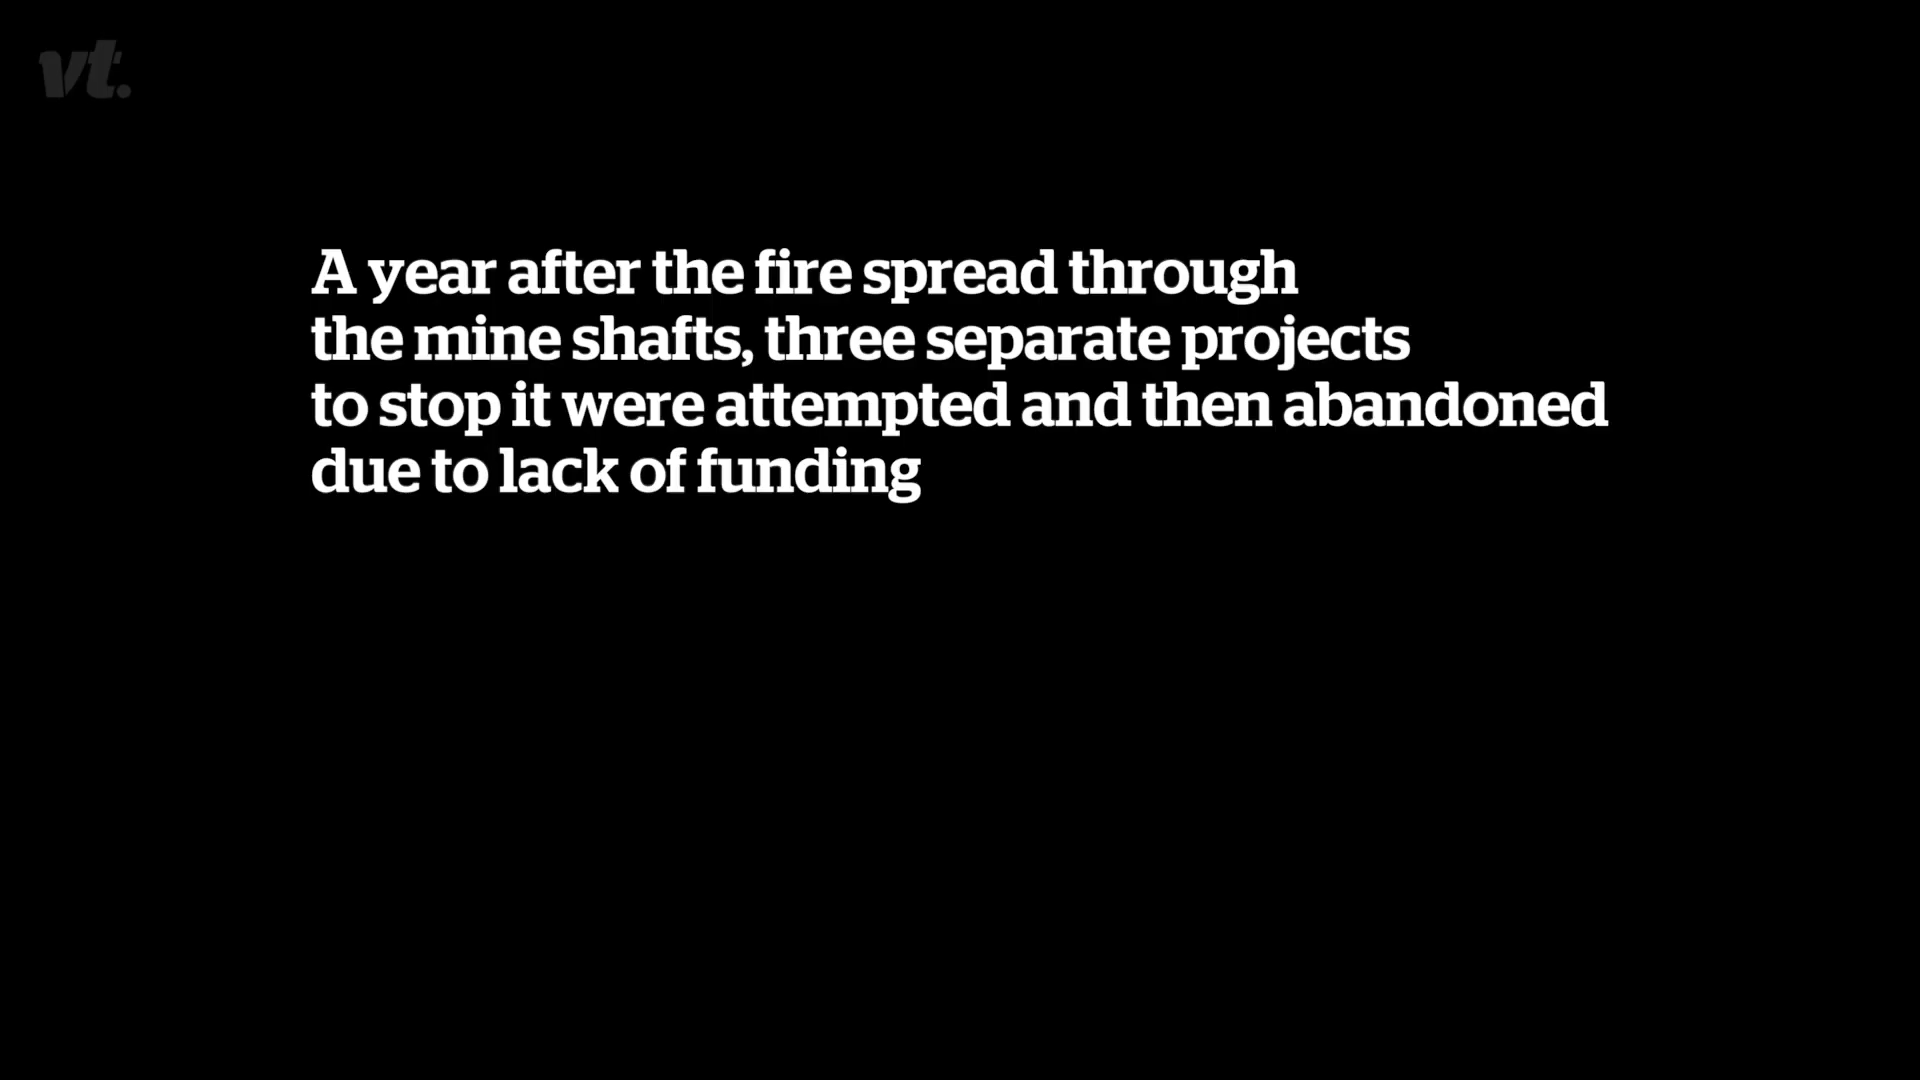 vt.
A year after the fire spread through
the mine shafts, three separate projects
to stop it were attempted and then abandoned
due to lack of funding